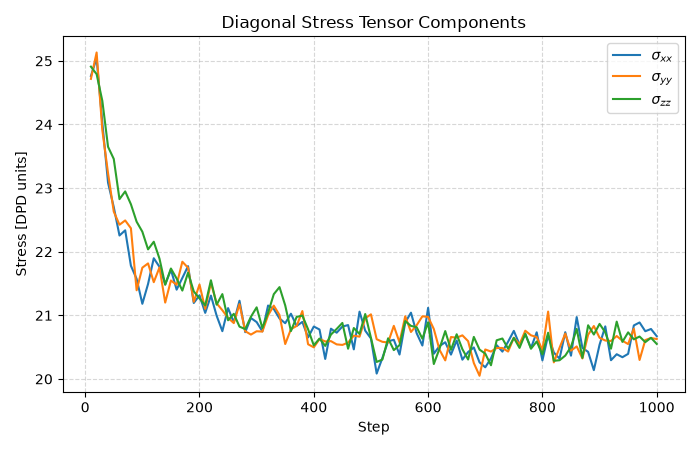 Diagonal Stress Tensor Components
Stress [DPD units]
25
24
23
22
21
20
σxx
σyy
σzz
0 200 400 600 800 1000
Step